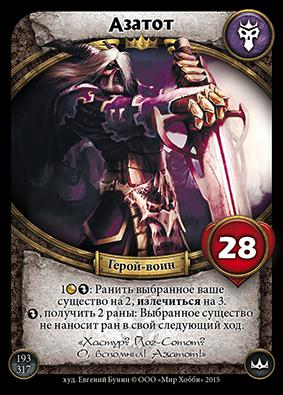 Азатот
28
Герой-воин
1: Ранить выбранное ваше
существо на 2, излечиться на 3.
, получить 2 раны: Выбранное существо
не наносит ран в свой следующий ход.
«Хастур? Йог-Сотот?
О, вспомнил! Азатот!»
193
317
худ. Евгений Бунин © ООО «Мир Хобби» 2015